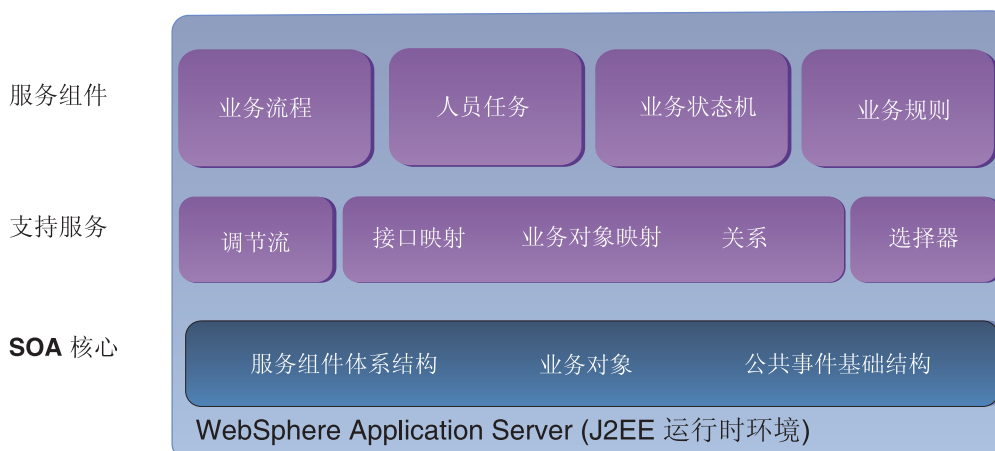 服务组件
业务流程
人员任务
业务状态机
业务规则
支持服务
调节流
接口映射
业务对象映射
关系
选择器
SOA 核心
服务组件体系结构
业务对象
公共事件基础结构
WebSphere Application Server (J2EE 运行时环境)